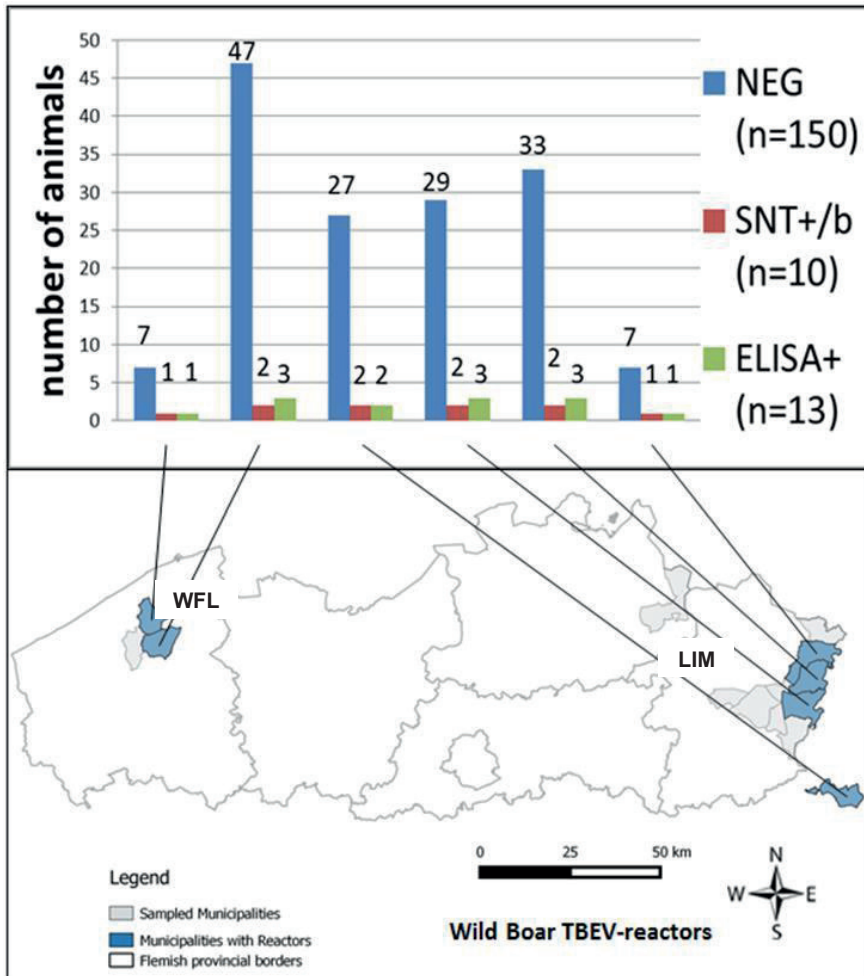 number of animals
50
45
40
35
30
25
20
15
10
5
0
7
1
1
47
2
3
27
2
2
29
2
3
33
2
3
7
1
1
NEG
(n=150)
SNT+/b
(n=10)
ELISA+
(n=13)
WFL
LIM
Legend
Sampled Municipalities
Municipalities with Reactors
Flemish provincial borders
0 25 50 km
Wild Boar TBEV-reactors
N
W E
S